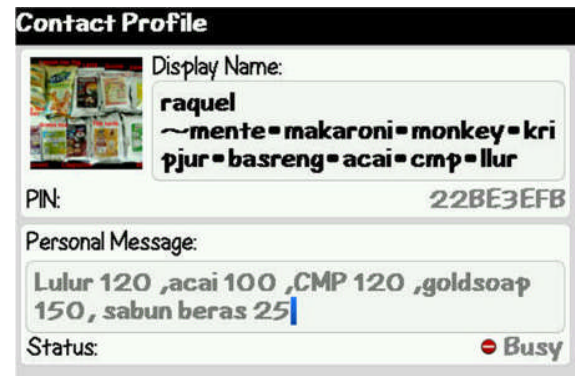 Contact Profile
Display Name:
raquel
~mente=makaroni=monkey=kri
pjur=basreng=acai=cmp=llur
PIN:
22BE3EFB
Personal Message:
Lulur 120 ,acai 100 ,CMP 120 ,goldsoap
150, sabun beras 25
Status:
Busy